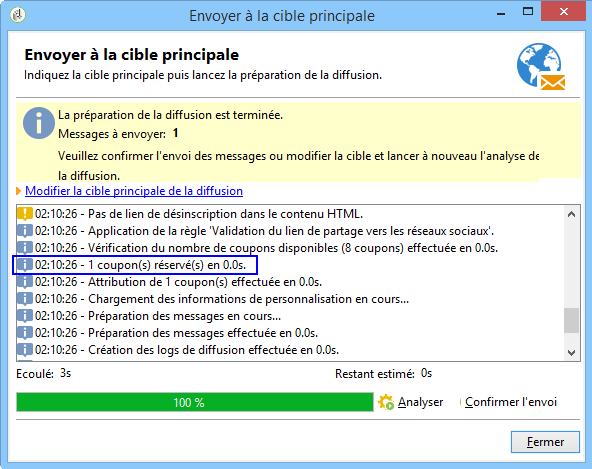 Envoyer à la cible principale
Envoyer à la cible principale
Indiquez la cible principale puis lancez la préparation de la diffusion.
La préparation de la diffusion est terminée.
Messages à envoyer: 1
Veuillez confirmer l'envoi des messages ou modifier la cible et lancer à nouveau l'analyse de
la diffusion.
Modifier la cible principale de la diffusion
02:10:26 - Pas de lien de désinscription dans le contenu HTML.
02:10:26 - Application de la règle 'Validation du lien de partage vers les réseaux sociaux'.
02:10:26 - Vérification du nombre de coupons disponibles (8 coupons) effectuée en 0.0s.
02:10:26 - 1 coupon(s) réservé(s) en 0.0s.
02:10:26 - Attribution de 1 coupon(s) effectuée en 0.0s.
02:10:26 - Chargement des informations de personnalisation en cours...
02:10:26 - Préparation des messages en cours...
02:10:26 - Préparation des messages effectuée en 0.0s.
02:10:26 - Création des logs de diffusion effectuée en 0.0s.
Ecoulé: 3s Restant estimé: 0s
100 % Analyser Confirmer l'envoi
Fermer